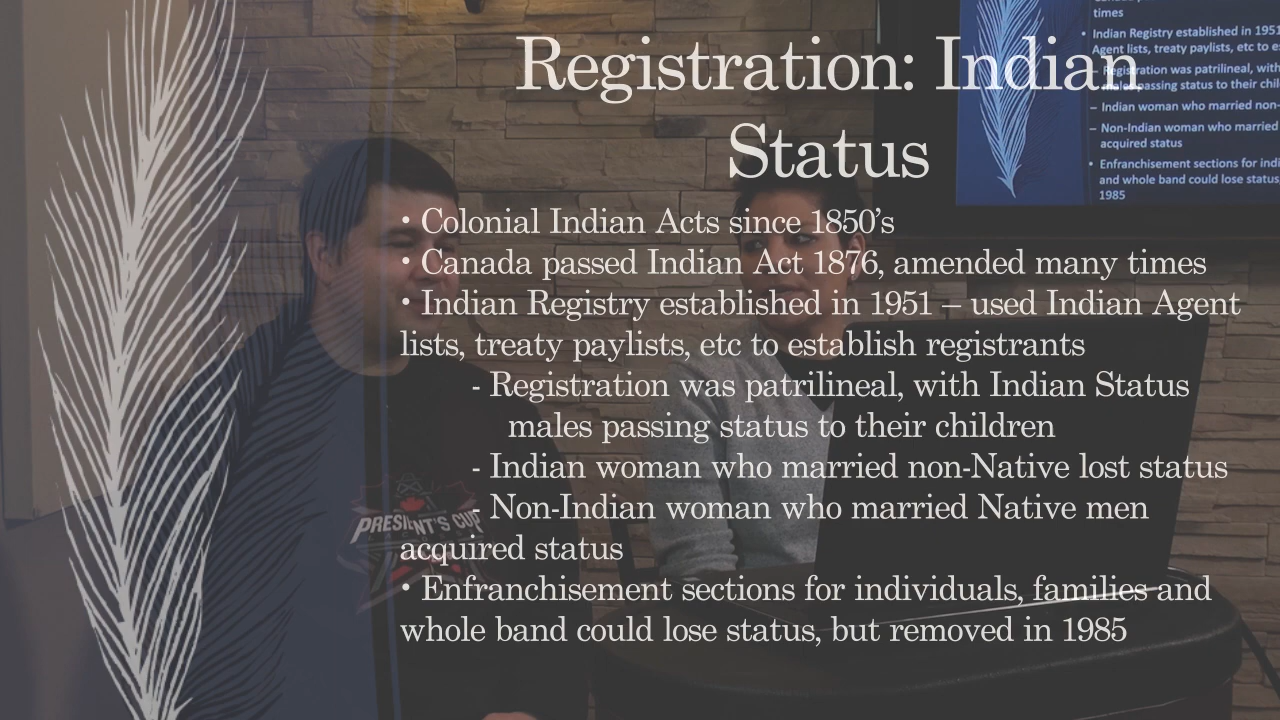 Registration: Indian
Status
• Colonial Indian Acts since 1850’s
• Canada passed Indian Act 1876, amended many times
• Indian Registry established in 1951 – used Indian Agent
lists, treaty paylists, etc to establish registrants
- Registration was patrilineal, with Indian Status
males passing status to their children
- Indian woman who married non-Native lost status
- Non-Indian woman who married Native men
acquired status
• Enfranchisement sections for individuals, families and
whole band could lose status, but removed in 1985
times
• Indian Registry established in 1951
Agent lists, treaty paylists, etc to e
– Registration was patrilineal, with
males passing status to their chil
– Indian woman who married non-
– Non-Indian woman who married
acquired status
• Enfranchisement sections for indi
and whole band could lose status
1985
PRESIDENT'S CUP